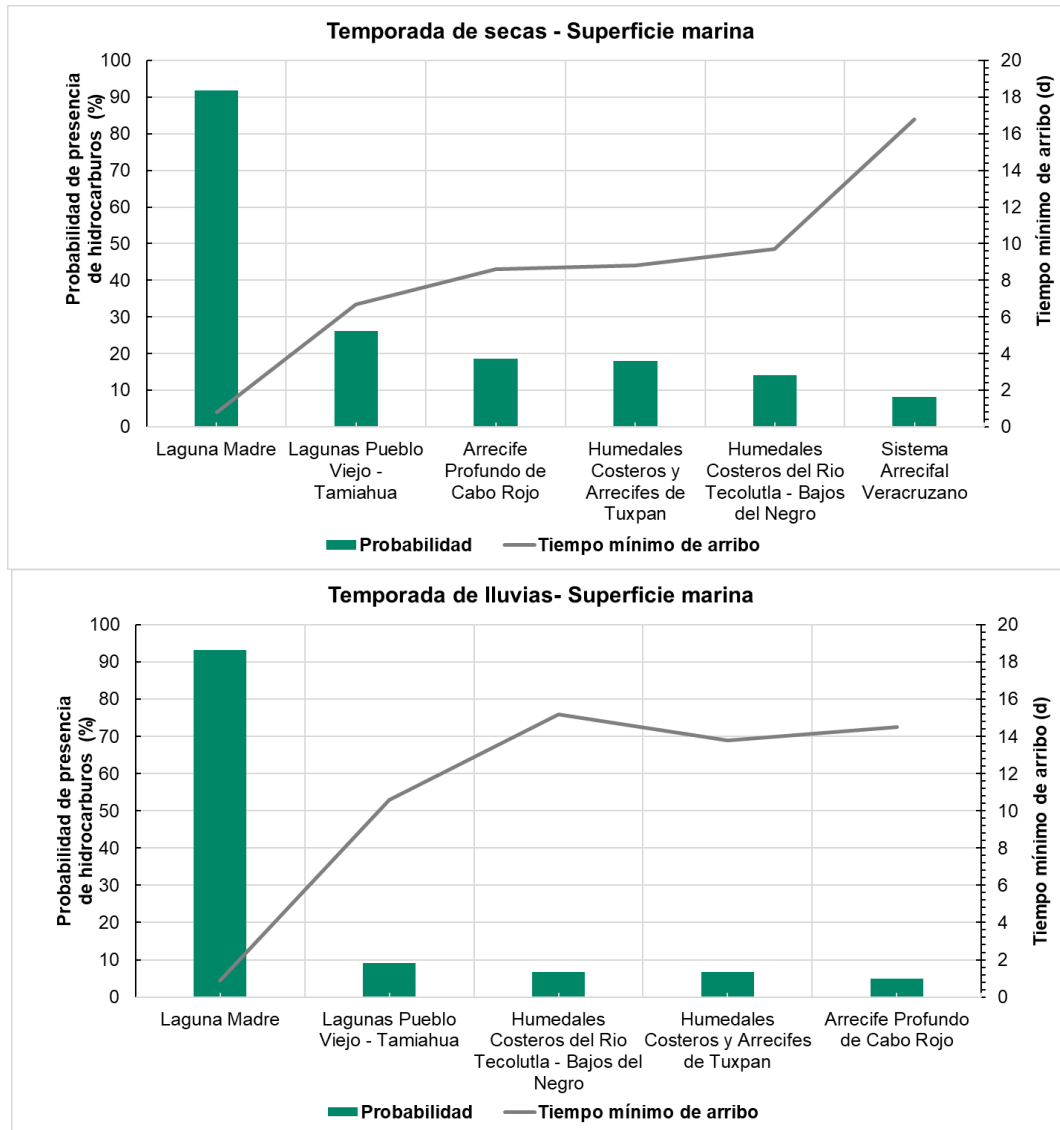 Temporada de secas - Superficie marina
Probabilidad de presencia
de hidrocarburos (%)
100
90
80
70
60
50
40
30
20
10
0
20
18
16
14
12
10
8
6
4
2
0
Tiempo mínimo de arribo (d)
Laguna Madre
Lagunas Pueblo
Viejo -
Tamiahua
Arrecife
Profundo de
Cabo Rojo
Humedales
Costeros y
Arrecifes de
Tuxpan
Humedales
Costeros del Rio
Tecolutla - Bajos
del Negro
Sistema
Arrecifal
Veracruzano
Probabilidad
Tiempo mínimo de arribo
Temporada de lluvias- Superficie marina
Probabilidad de presencia
de hidrocarburos (%)
100
90
80
70
60
50
40
30
20
10
0
20
18
16
14
12
10
8
6
4
2
0
Tiempo mínimo de arribo (d)
Laguna Madre
Lagunas Pueblo
Viejo - Tamiahua
Humedales
Costeros del Rio
Tecolutla - Bajos del
Negro
Humedales
Costeros y Arrecifes
de Tuxpan
Arrecife Profundo
de Cabo Rojo
Probabilidad
Tiempo mínimo de arribo